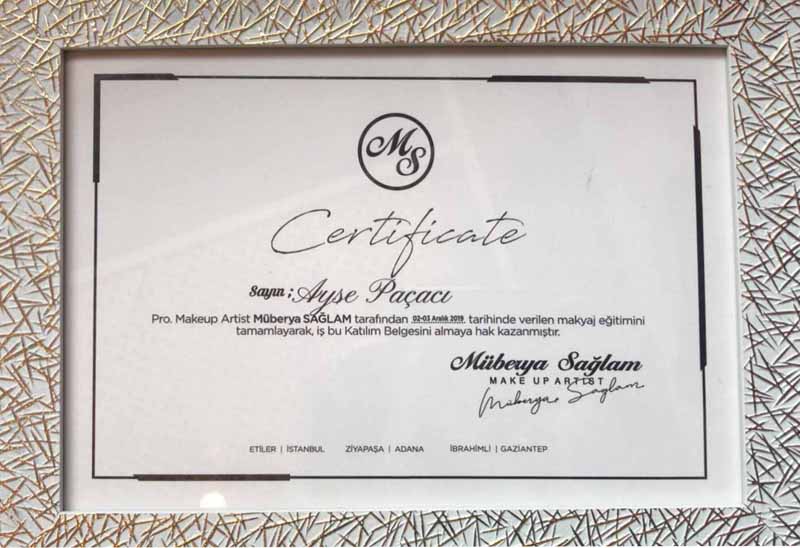 MS
Certificate
Sayın ; Ayşe Paçacı
Pro. Makeup Artist Müberya SAĞLAM tarafından 02-03 Aralık 2019 tarihinde verilen makyaj eğitimini
tamamlayarak, iş bu Katılım Belgesini almaya hak kazanmıştır.
Müberya Sağlam
MAKE UP ARTIST
Müberya Saglam
ETİLER | İSTANBUL ZİYAPAŞA | ADANA İBRAHİMLİ | GAZİANTEP